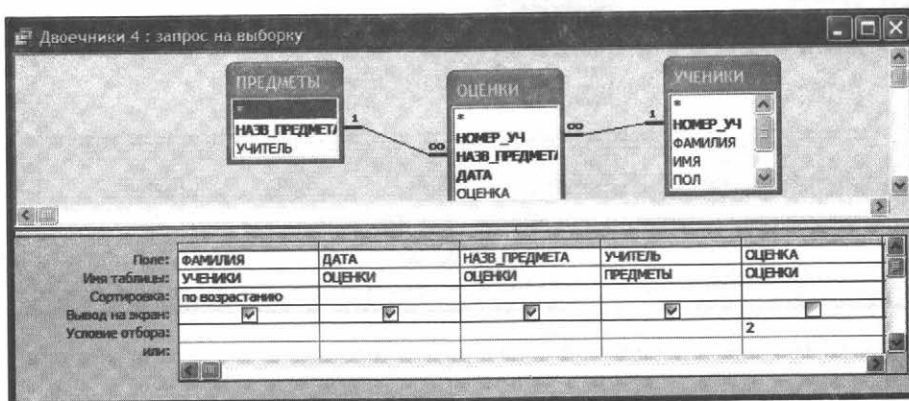 Двоечники 4 : запрос на выборку
ПРЕДМЕТЫ
*
НАЗВ_ПРЕДМЕТА
УЧИТЕЛЬ
1
∞
ОЦЕНКИ
*
НОМЕР_УЧ
НАЗВ_ПРЕДМЕТА
ДАТА
ОЦЕНКА
∞
1
УЧЕНИКИ
*
НОМЕР_УЧ
ФАМИЛИЯ
ИМЯ
ПОЛ
Поле: ФАМИЛИЯ ДАТА НАЗВ_ПРЕДМЕТА УЧИТЕЛЬ ОЦЕНКА
Имя таблицы: УЧЕНИКИ ОЦЕНКИ ОЦЕНКИ ПРЕДМЕТЫ ОЦЕНКИ
Сортировка: по возрастанию
Вывод на экран:
Условие отбора: 2
или: